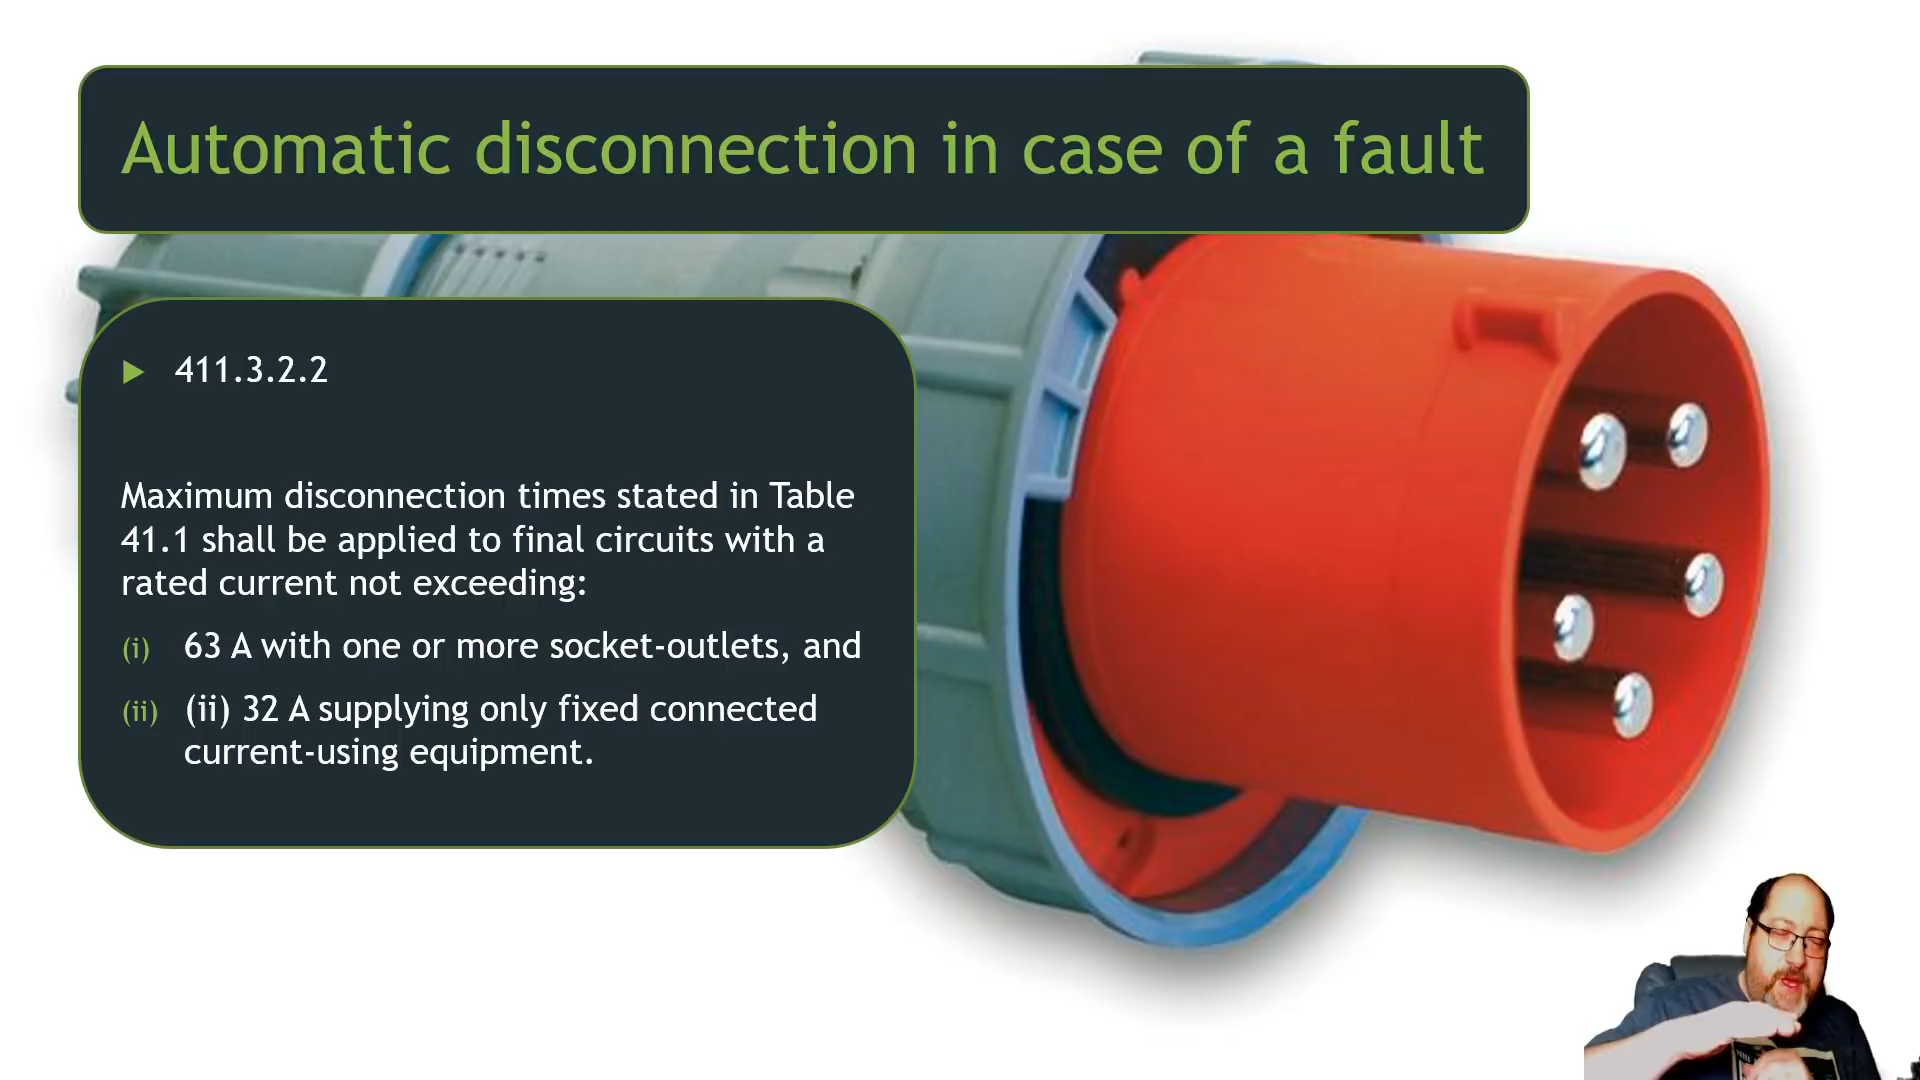 Automatic disconnection in case of a fault
411.3.2.2
Maximum disconnection times stated in Table
41.1 shall be applied to final circuits with a
rated current not exceeding:
(i) 63 A with one or more socket-outlets, and
(ii) (ii) 32 A supplying only fixed connected
current-using equipment.